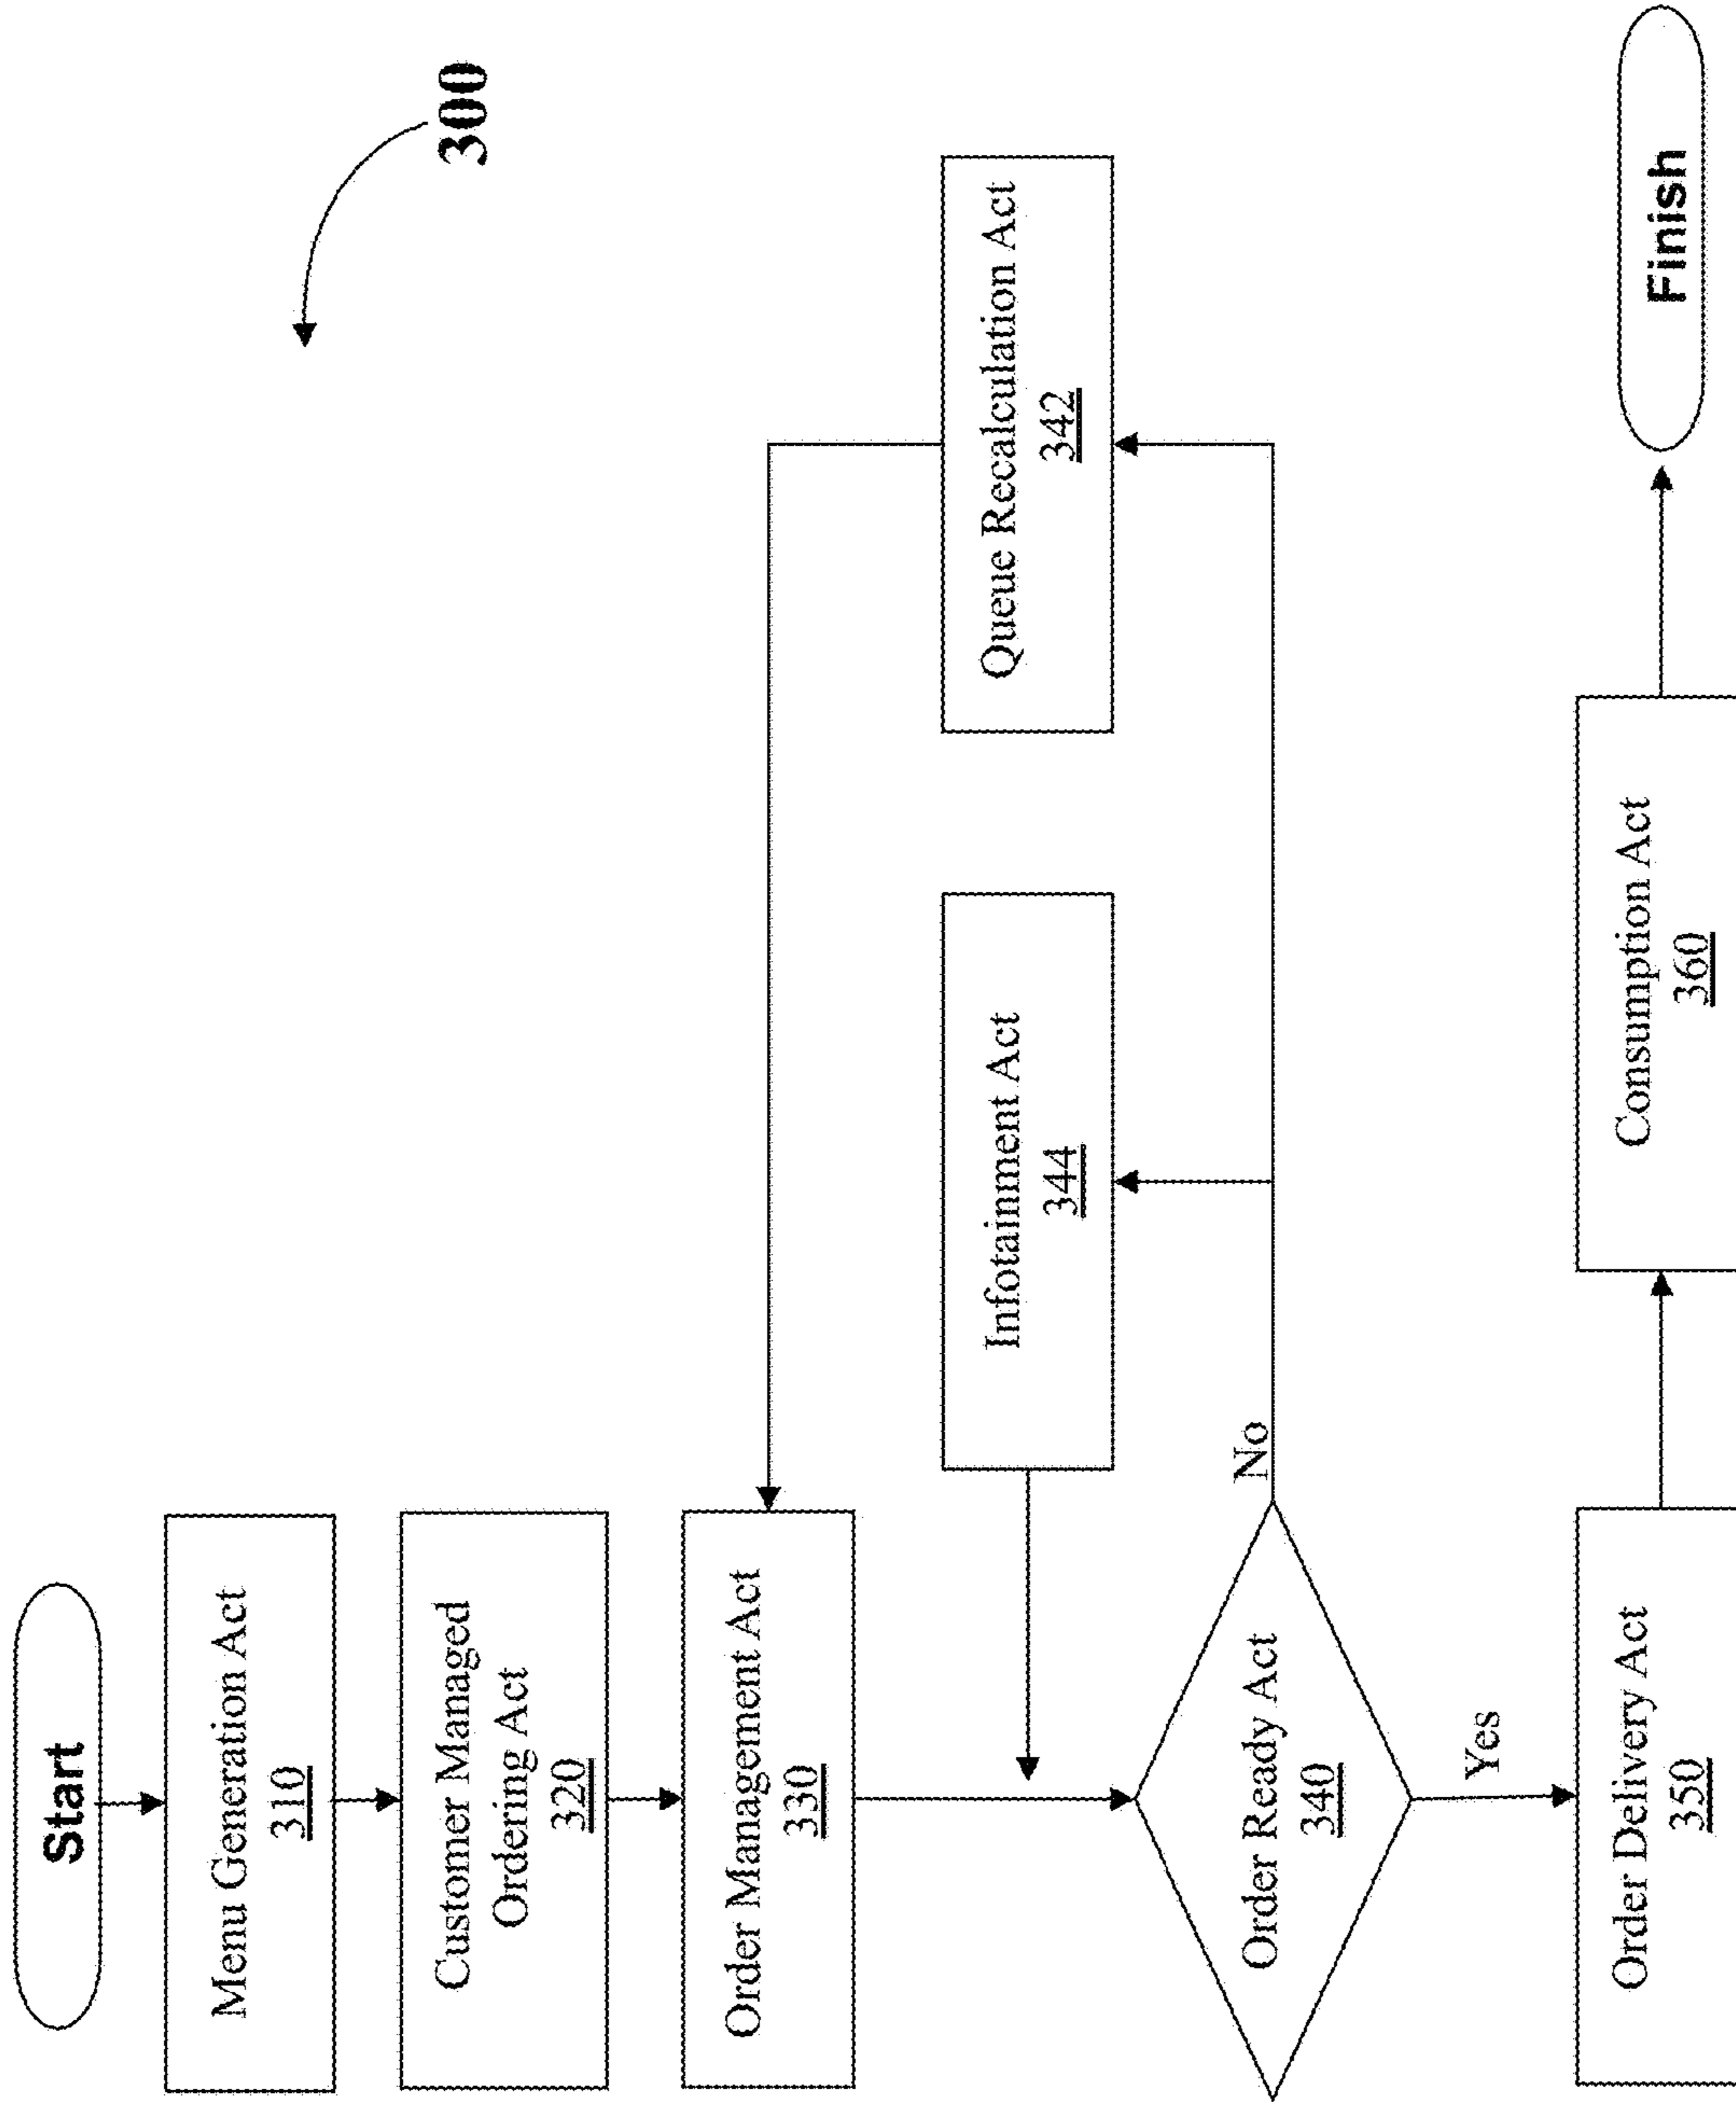 300
Start
Menu Generation Act
310
Customer Managed
Ordering Act
320
Order Management Act
330
Queue Recalculation Act
342
Infotainment Act
344
Order Ready Act
340
No
Yes
Order Delivery Act
350
Consumption Act
360
Finish